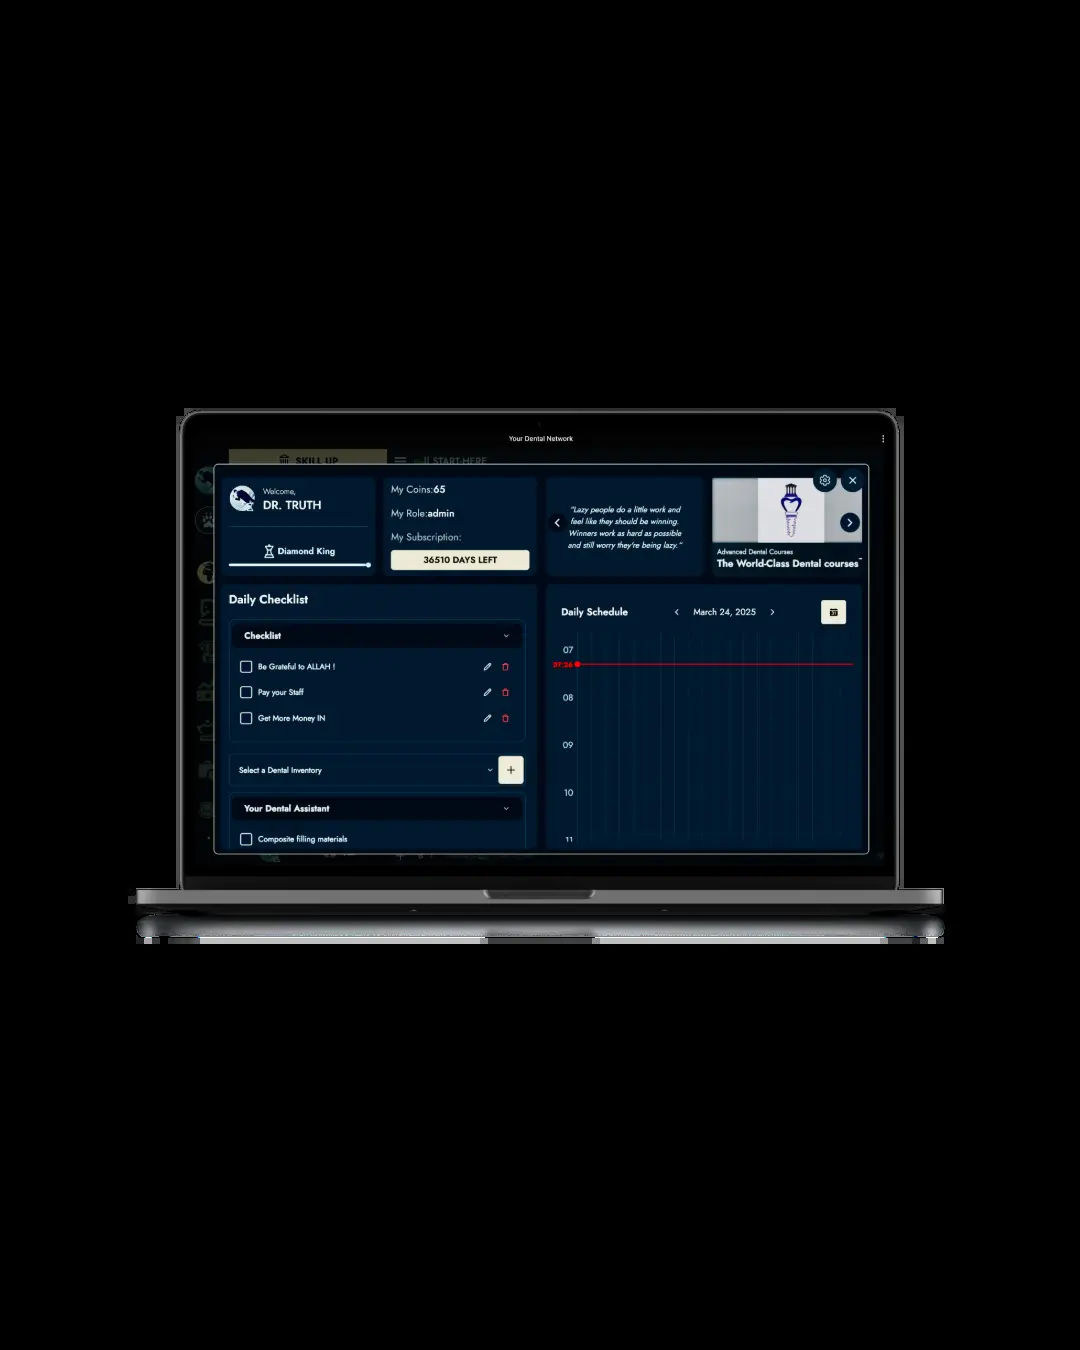 Your Dental Network
SKILL UP
START-HERE
Welcome,
DR. TRUTH
Diamond King
My Coins:65
My Role:admin
My Subscription:
36510 DAYS LEFT
"Lazy people do a little work and
feel like they should be winning.
Winners work as hard as possible
and still worry they're being lazy."
Advanced Dental Courses
The World-Class Dental courses
Daily Checklist
Checklist
Be Grateful to ALLAH !
Pay your Staff
Get More Money IN
Select a Dental Inventory
Your Dental Assistant
Composite filling materials
Daily Schedule
March 24, 2025
07
07:26
08
09
10
11